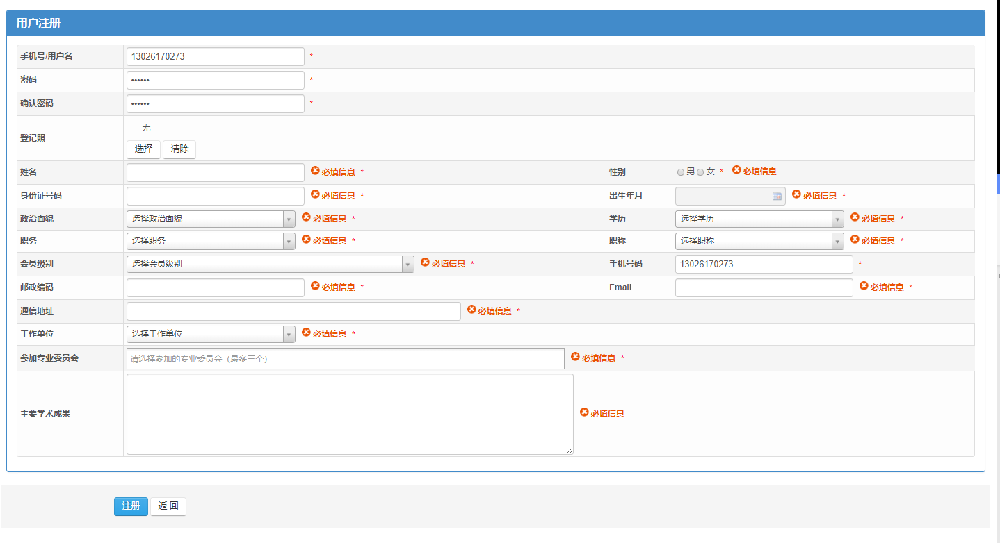 用户注册
手机号/用户名 13026170273 *
密码 •••••• *
确认密码 •••••• *
无
登记照
选择 清除
姓名 必填信息 * 性别 男 女 * 必填信息
身份证号码 必填信息 * 出生年月 必填信息 *
政治面貌 选择政治面貌 必填信息 * 学历 选择学历 必填信息 *
职务 选择职务 必填信息 * 职称 选择职称 必填信息 *
会员级别 选择会员级别 必填信息 * 手机号码 13026170273 *
邮政编码 必填信息 * Email 必填信息 *
通信地址 必填信息 *
工作单位 选择工作单位 必填信息 *
参加专业委员会 请选择参加的专业委员会（最多三个） 必填信息 *
主要学术成果 必填信息
注册 返 回